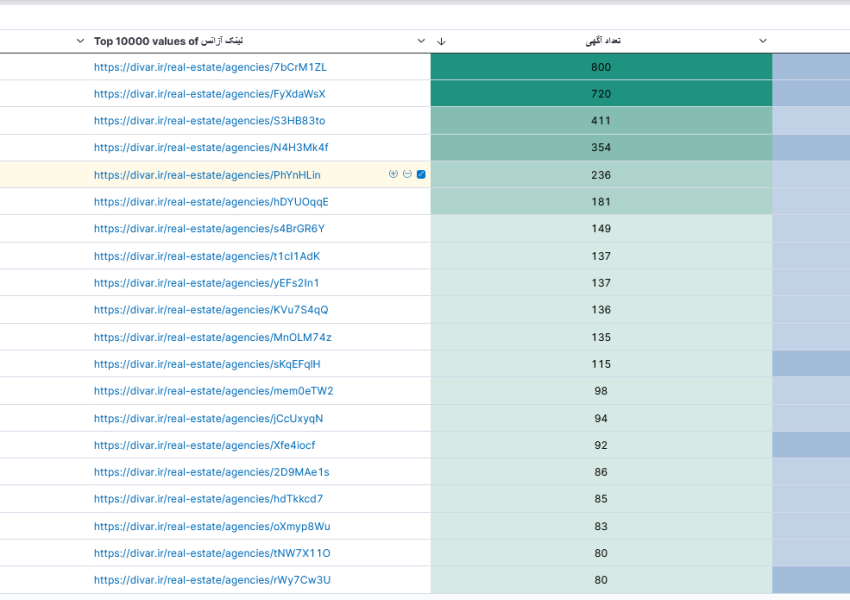 Top 10000 values of لینک آژانس تعداد آگهی
https://divar.ir/real-estate/agencies/7bCrM1ZL 800
https://divar.ir/real-estate/agencies/FyXdaWsX 720
https://divar.ir/real-estate/agencies/S3HB83to 411
https://divar.ir/real-estate/agencies/N4H3Mk4f 354
https://divar.ir/real-estate/agencies/PhYnHLin 236
https://divar.ir/real-estate/agencies/hDYUOqqE 181
https://divar.ir/real-estate/agencies/s4BrGR6Y 149
https://divar.ir/real-estate/agencies/t1cI1AdK 137
https://divar.ir/real-estate/agencies/yEFs2In1 137
https://divar.ir/real-estate/agencies/KVu7S4qQ 136
https://divar.ir/real-estate/agencies/MnOLM74z 135
https://divar.ir/real-estate/agencies/sKqEFqlH 115
https://divar.ir/real-estate/agencies/mem0eTW2 98
https://divar.ir/real-estate/agencies/jCcUxyqN 94
https://divar.ir/real-estate/agencies/Xfe4iocf 92
https://divar.ir/real-estate/agencies/2D9MAe1s 86
https://divar.ir/real-estate/agencies/hdTkkcd7 85
https://divar.ir/real-estate/agencies/oXmyp8Wu 83
https://divar.ir/real-estate/agencies/tNW7X11O 80
https://divar.ir/real-estate/agencies/rWy7Cw3U 80